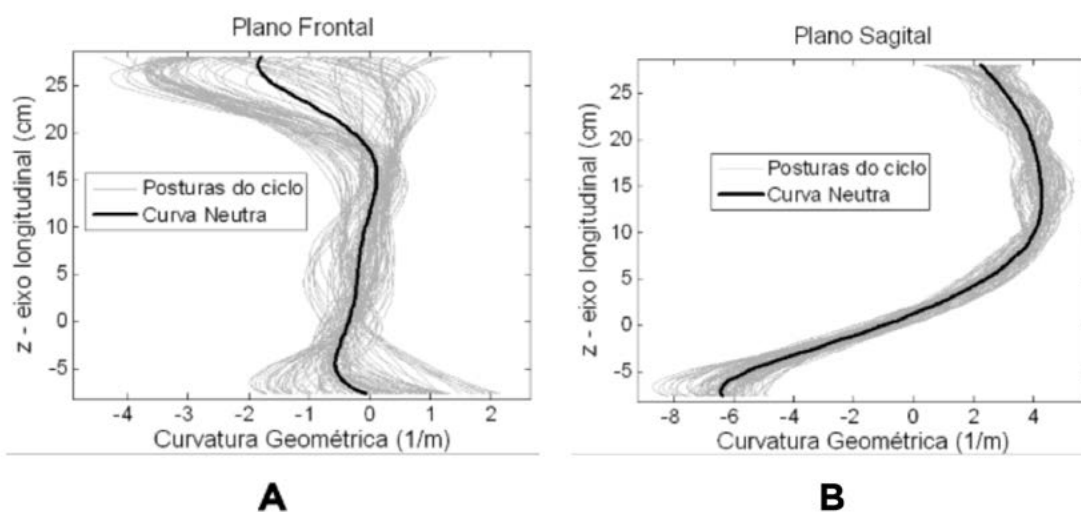 Plano Frontal
z - eixo longitudinal (cm)
25
20
15
10
5
0
-5
Posturas do ciclo
Curva Neutra
-4 -3 -2 -1 0 1 2
Curvatura Geométrica (1/m)
A
Plano Sagital
z - eixo longitudinal (cm)
25
20
15
10
5
0
-5
Posturas do ciclo
Curva Neutra
-8 -6 -4 -2 0 2 4
Curvatura Geométrica (1/m)
B